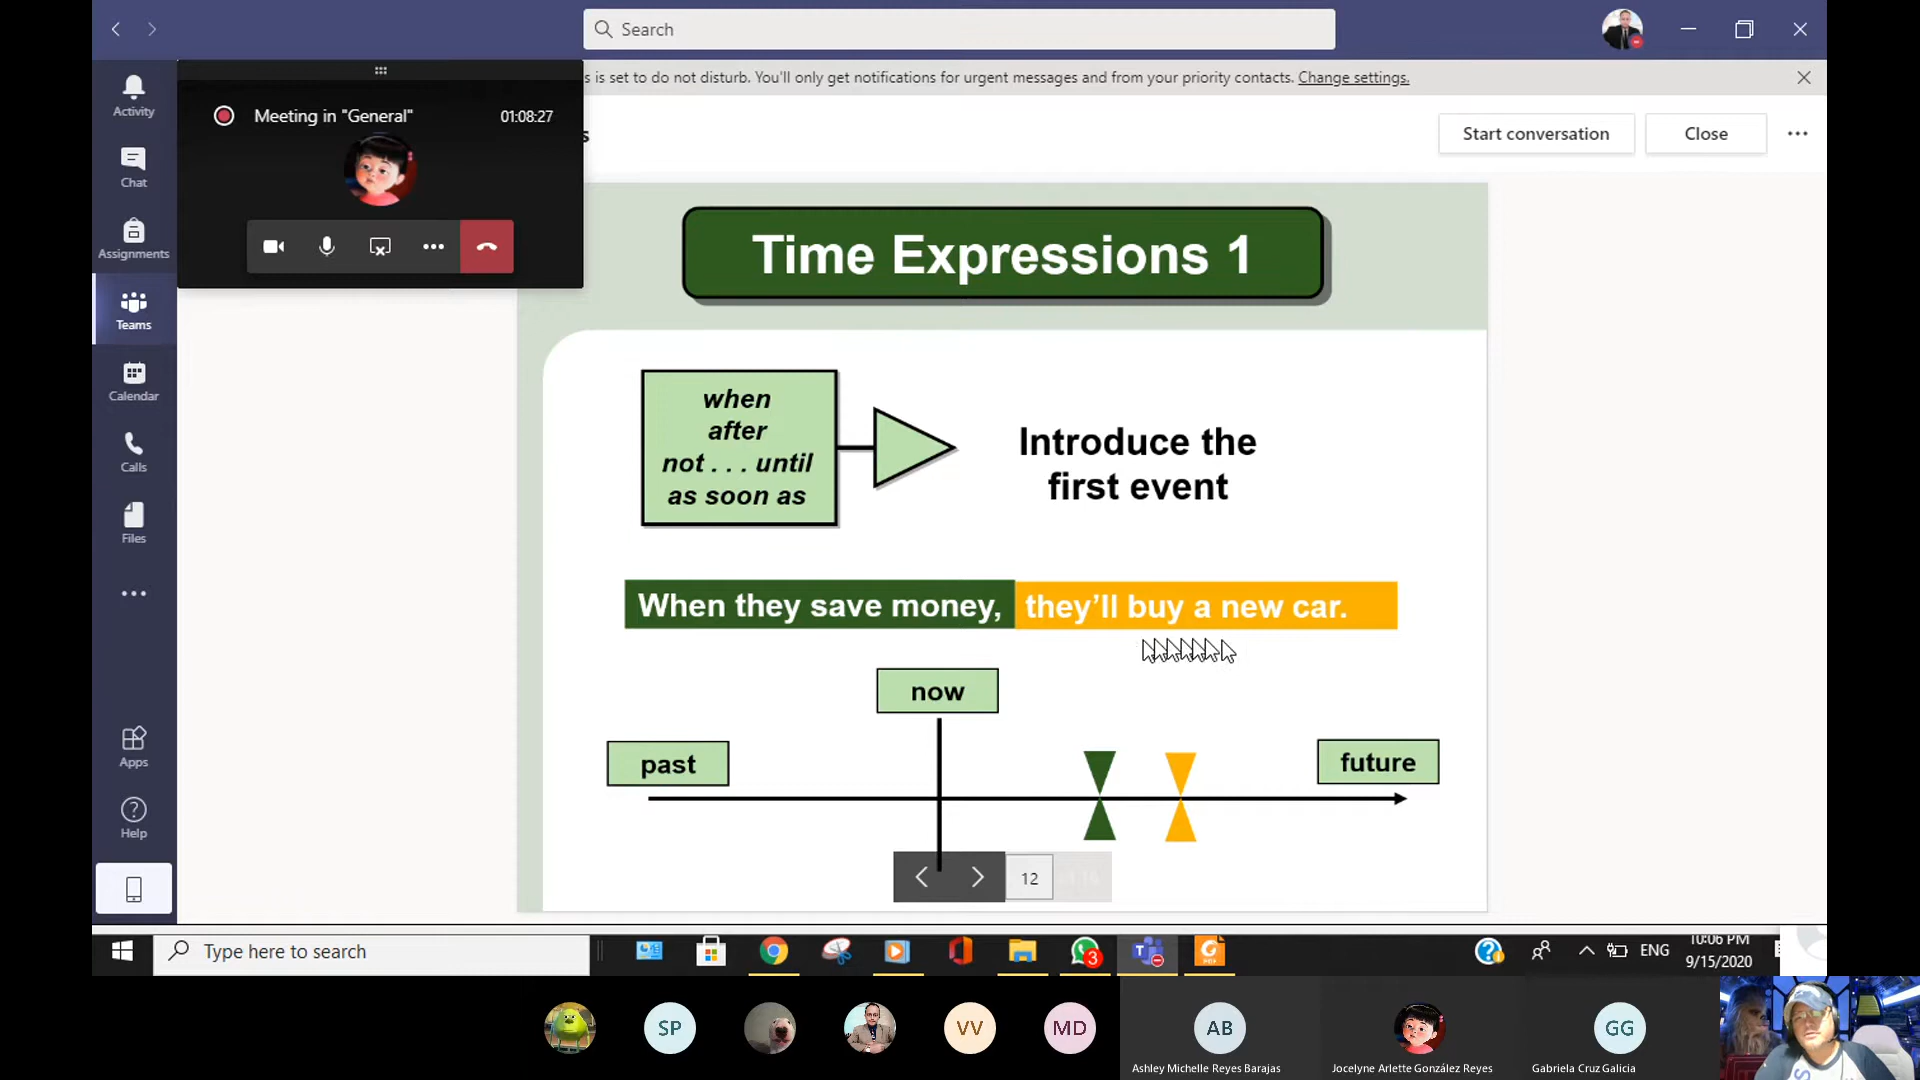 Search
s is set to do not disturb. You'll only get notifications for urgent messages and from your priority contacts. Change settings.
Activity
Meeting in "General"
01:08:27
s
Start conversation
Close
Chat
Assignments
Teams
Calendar
Calls
Files
Apps
Help
Time Expressions 1
when
after
not . . . until
as soon as
Introduce the
first event
When they save money, they'll buy a new car.
now
past
future
12
Type here to search
3
ENG
10:06 PM
9/15/2020
SP
VV
MD
AB
GG
Ashley Michelle Reyes Barajas
Jocelyne Arlette González Reyes
Gabriela Cruz Galicia